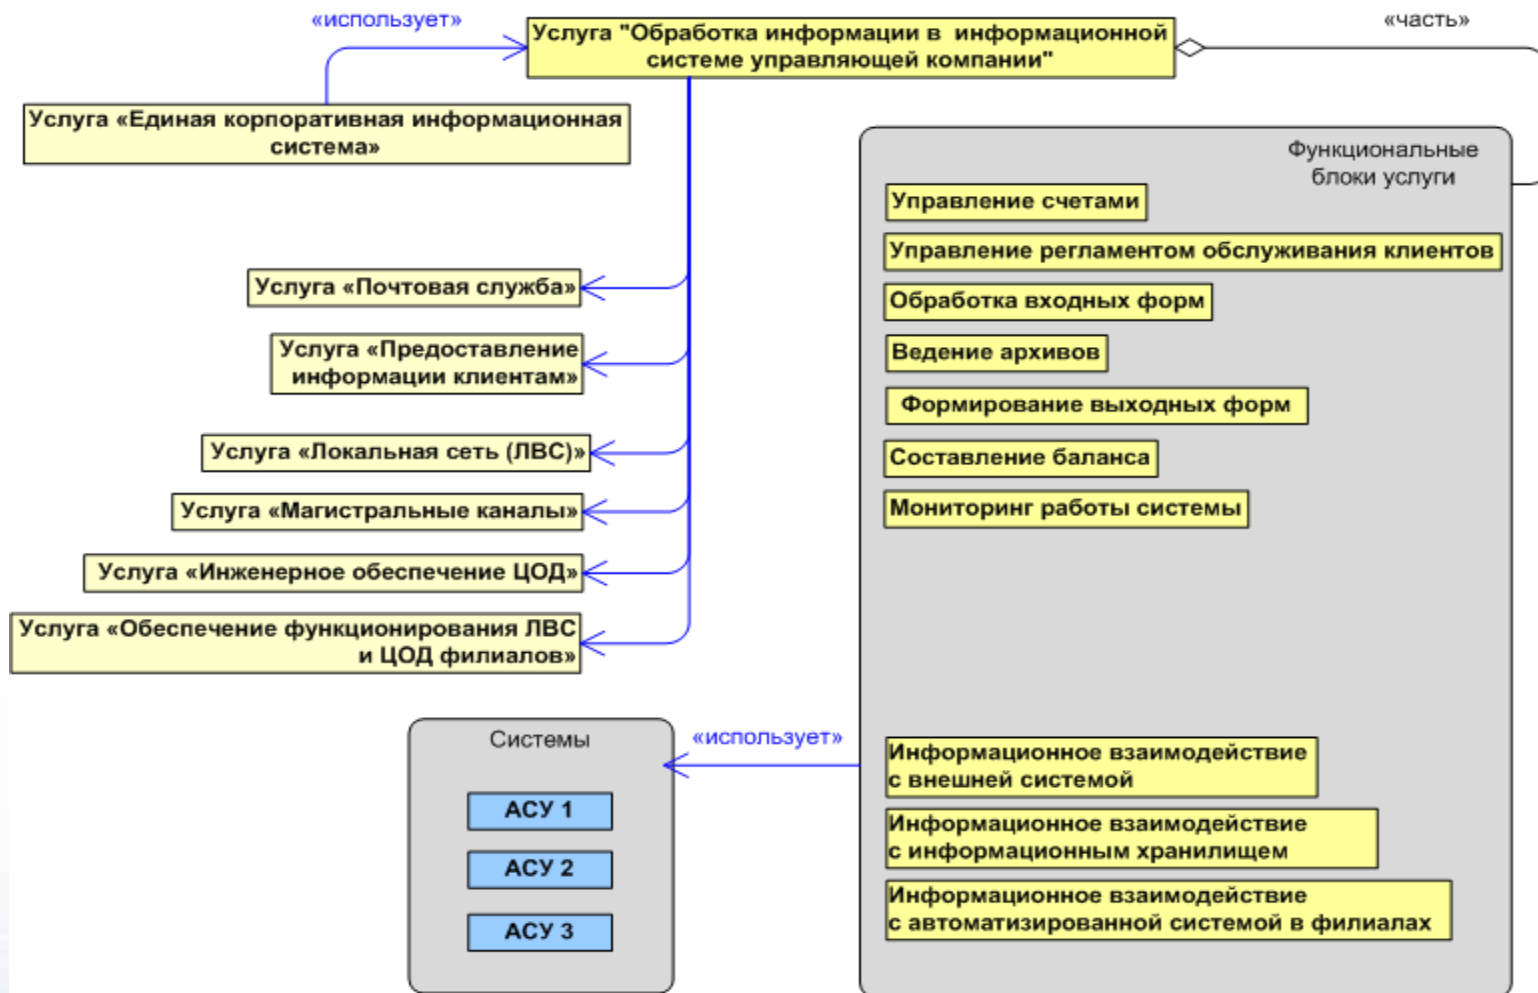 «использует»
Услуга "Обработка информации в информационной
системе управляющей компании"
«часть»
Услуга «Единая корпоративная информационная
система»
Функциональные
блоки услуги
Управление счетами
Управление регламентом обслуживания клиентов
Обработка входных форм
Ведение архивов
Формирование выходных форм
Составление баланса
Мониторинг работы системы
Услуга «Почтовая служба»
Услуга «Предоставление
информации клиентам»
Услуга «Локальная сеть (ЛВС)»
Услуга «Магистральные каналы»
Услуга «Инженерное обеспечение ЦОД»
Услуга «Обеспечение функционирования ЛВС
и ЦОД филиалов»
Системы
АСУ 1
АСУ 2
АСУ 3
«использует»
Информационное взаимодействие
с внешней системой
Информационное взаимодействие
с информационным хранилищем
Информационное взаимодействие
с автоматизированной системой в филиалах